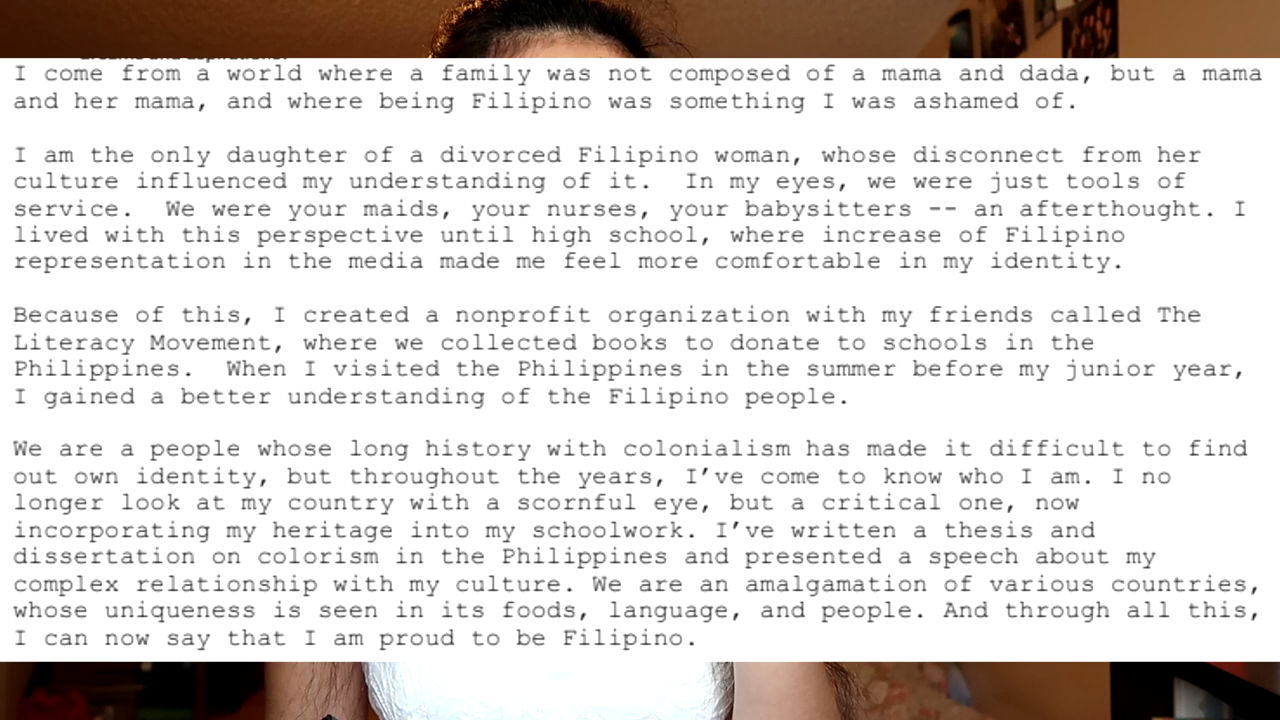 I come from a world where a family was not composed of a mama and dada, but a mama
and her mama, and where being Filipino was something I was ashamed of.
I am the only daughter of a divorced Filipino woman, whose disconnect from her
culture influenced my understanding of it.  In my eyes, we were just tools of
service.  We were your maids, your nurses, your babysitters -- an afterthought. I
lived with this perspective until high school, where increase of Filipino
representation in the media made me feel more comfortable in my identity.
Because of this, I created a nonprofit organization with my friends called The
Literacy Movement, where we collected books to donate to schools in the
Philippines.  When I visited the Philippines in the summer before my junior year,
I gained a better understanding of the Filipino people.
We are a people whose long history with colonialism has made it difficult to find
out own identity, but throughout the years, I’ve come to know who I am. I no
longer look at my country with a scornful eye, but a critical one, now
incorporating my heritage into my schoolwork. I’ve written a thesis and
dissertation on colorism in the Philippines and presented a speech about my
complex relationship with my culture. We are an amalgamation of various countries,
whose uniqueness is seen in its foods, language, and people. And through all this,
I can now say that I am proud to be Filipino.